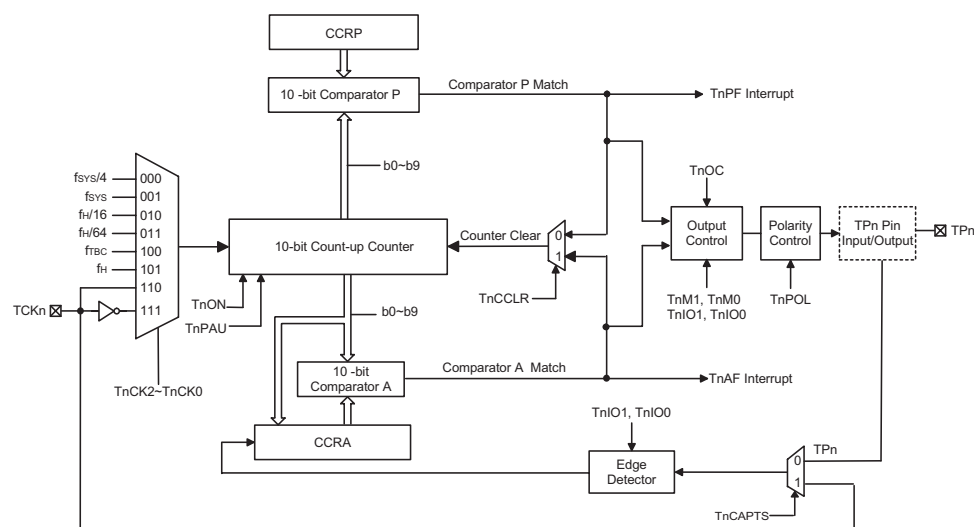 CCRP
10 -bit Comparator P
Comparator P Match
TnPF Interrupt
b0~b9
fSYS/4
000
fSYS
001
fH/16
010
fH/64
011
fTBC
100
fH
101
110
111
TCKn
TnCK2~TnCK0
10-bit Count-up Counter
Counter Clear
0
1
TnCCLR
TnON
TnPAU
b0~b9
TnOC
Output
Control
Polarity
Control
TPn Pin
Input/Output
TPn
TnM1, TnM0
TnIO1, TnIO0
TnPOL
10 -bit
Comparator A
Comparator A Match
TnAF Interrupt
CCRA
TnIO1, TnIO0
Edge
Detector
TPn
0
1
TnCAPTS